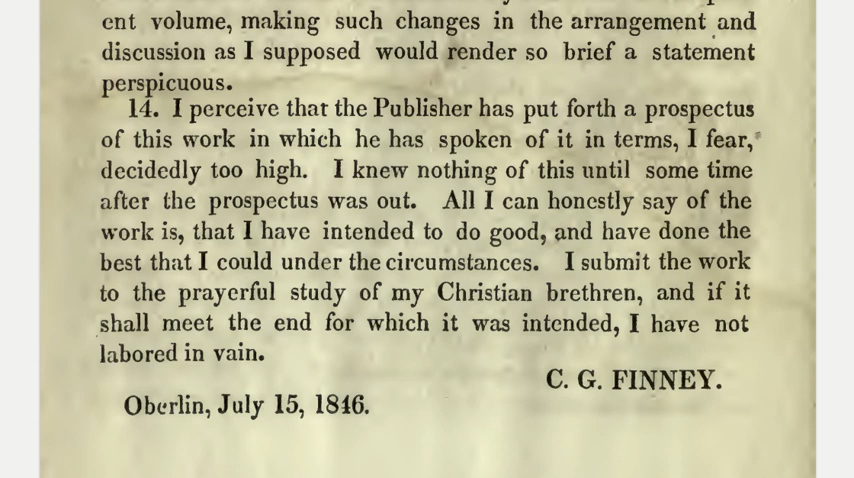 ent volume, making such changes in the arrangement and
discussion as I supposed would render so brief a statement
perspicuous.
14. I perceive that the Publisher has put forth a prospectus
of this work in which he has spoken of it in terms, I fear,
decidedly too high. I knew nothing of this until some time
after the prospectus was out. All I can honestly say of the
work is, that I have intended to do good, and have done the
best that I could under the circumstances. I submit the work
to the prayerful study of my Christian brethren, and if it
shall meet the end for which it was intended, I have not
labored in vain.
C. G. FINNEY.
Oberlin, July 15, 1846.